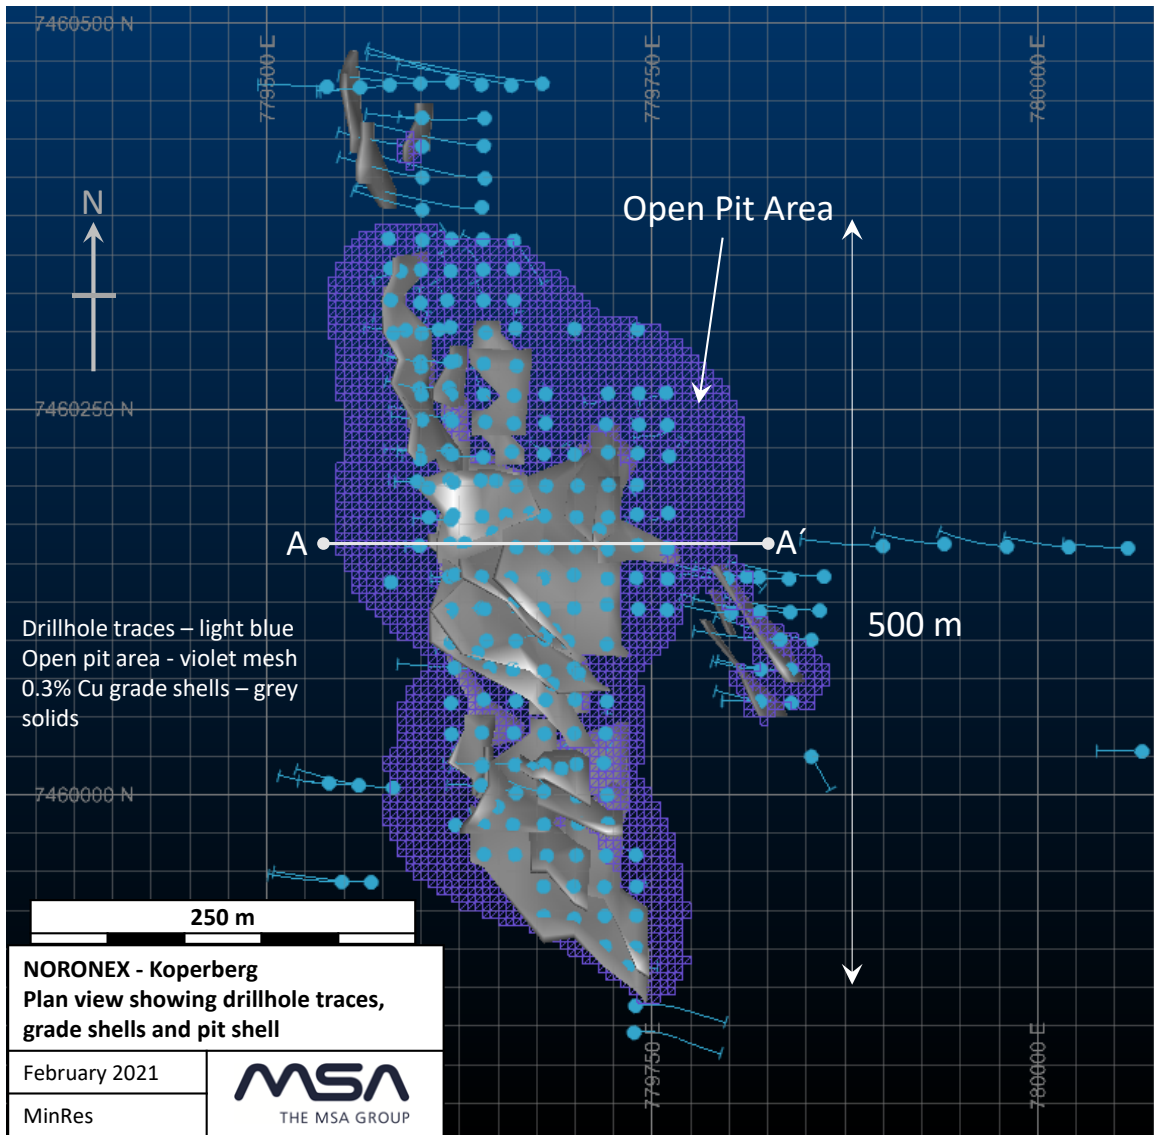 7460500 N
779500 E
779750 E
780000 E
N
Open Pit Area
7460250 N
A
A´
Drillhole traces – light blue
Open pit area - violet mesh
0.3% Cu grade shells – grey
solids
500 m
7460000 N
250 m
NORONEX - Koperberg
Plan view showing drillhole traces,
grade shells and pit shell
February 2021
MinRes
MSA
THE MSA GROUP
779750 E
780000 E